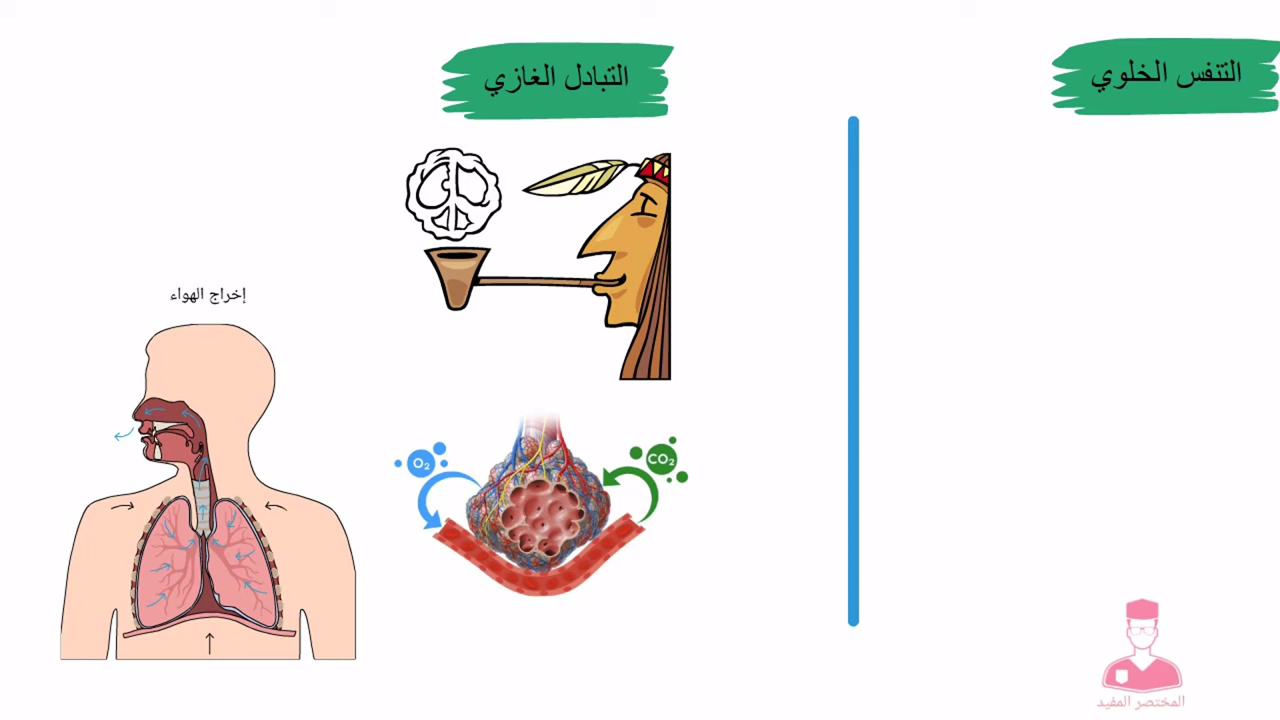 التنفس الخلوي
التبادل الغازي
إخراج الهواء
O₂
CO₂
المختصر المفيد